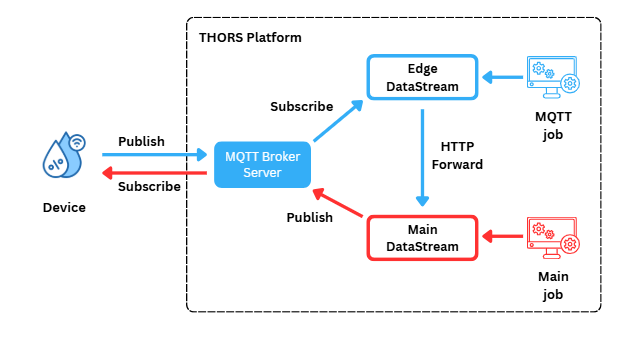 THORS Platform
Edge
DataStream
Subscribe
MQTT
job
Publish
MQTT Broker
Server
HTTP
Forward
Subscribe
Device
Publish
Main
DataStream
Main
job